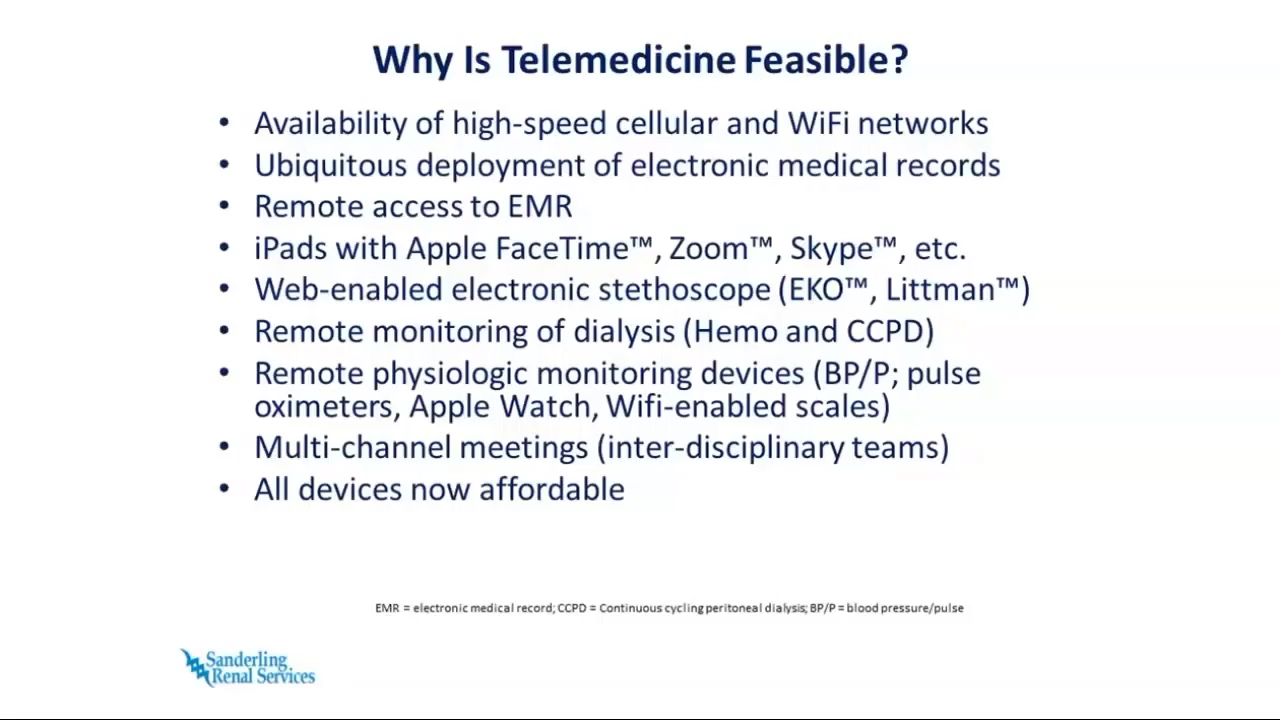 Why Is Telemedicine Feasible?
• Availability of high-speed cellular and WiFi networks
• Ubiquitous deployment of electronic medical records
• Remote access to EMR
• iPads with Apple FaceTime™, Zoom™, Skype™, etc.
• Web-enabled electronic stethoscope (EKO™, Littman™)
• Remote monitoring of dialysis (Hemo and CCPD)
• Remote physiologic monitoring devices (BP/P; pulse
oximeters, Apple Watch, Wifi-enabled scales)
• Multi-channel meetings (inter-disciplinary teams)
• All devices now affordable
EMR = electronic medical record; CCPD = Continuous cycling peritoneal dialysis; BP/P = blood pressure/pulse
Sanderling
Renal Services